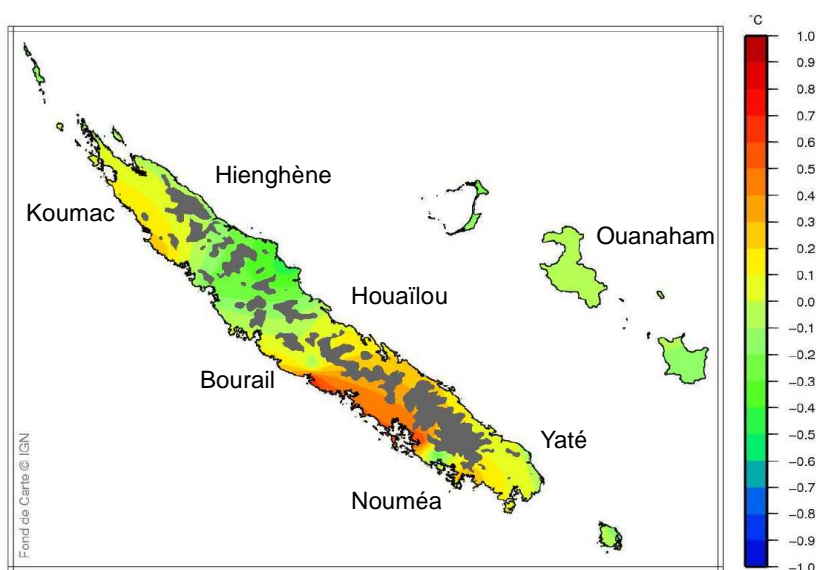 °C
1.0
0.9
0.8
0.7
0.6
0.5
0.4
0.3
0.2
0.1
0.0
−0.1
−0.2
−0.3
−0.4
−0.5
−0.6
−0.7
−0.8
−0.9
−1.0
Hienghène
Koumac
Ouanaham
Houaïlou
Bourail
Yaté
Nouméa
Fond de Carte © IGN